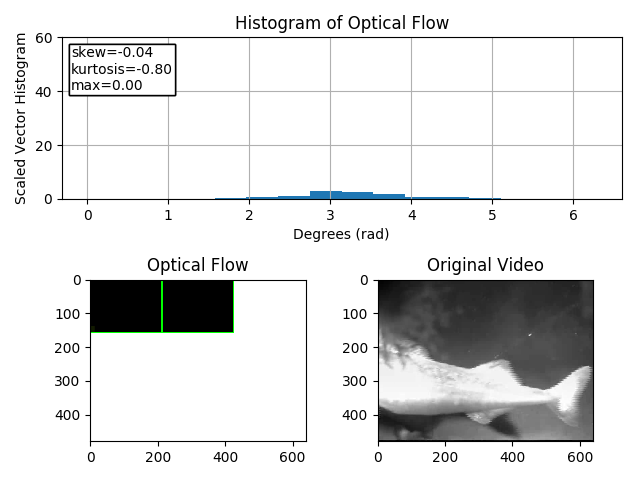 Histogram of Optical Flow
Scaled Vector Histogram
60
40
20
0
skew=-0.04
kurtosis=-0.80
max=0.00
0 1 2 3 4 5 6
Degrees (rad)
Optical Flow
0
100
200
300
400
0 200 400 600
Original Video
0
100
200
300
400
0 200 400 600